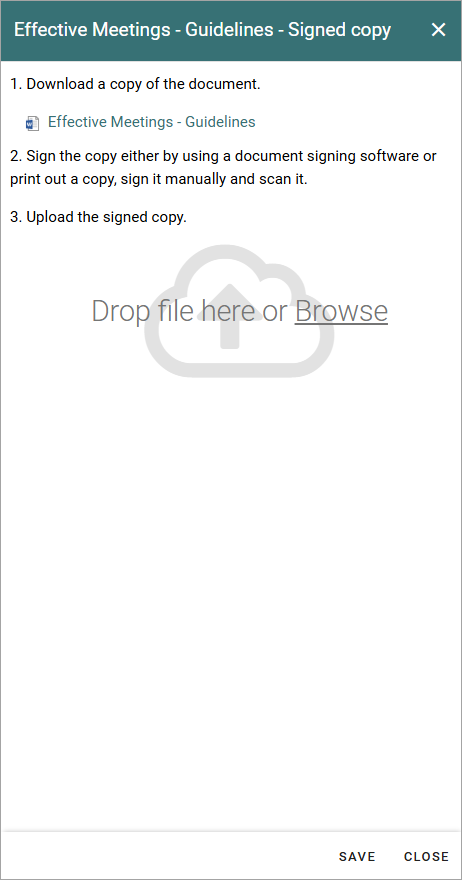 Effective Meetings - Guidelines - Signed copy
1. Download a copy of the document.
Effective Meetings - Guidelines
2. Sign the copy either by using a document signing software or
print out a copy, sign it manually and scan it.
3. Upload the signed copy.
Drop file here or Browse
SAVE CLOSE